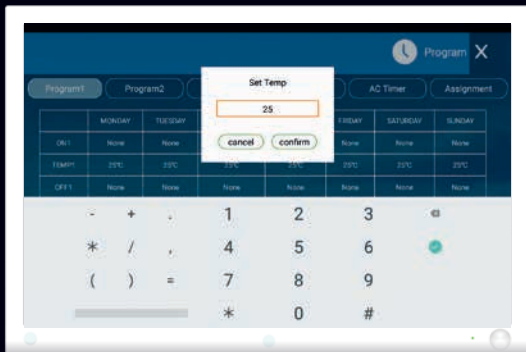 Program X
Program1 Program2 AC Timer Assignment
Set Temp
25
cancel confirm
MONDAY TUESDAY FRIDAY SATURDAY SUNDAY
ON1 None None None None None
TEMP1 25°C 25°C 25°C 25°C 25°C 25°C 25°C
OFF1 None None None None None None None
- + . 1 2 3
* / , 4 5 6
( ) = 7 8 9
* 0 #